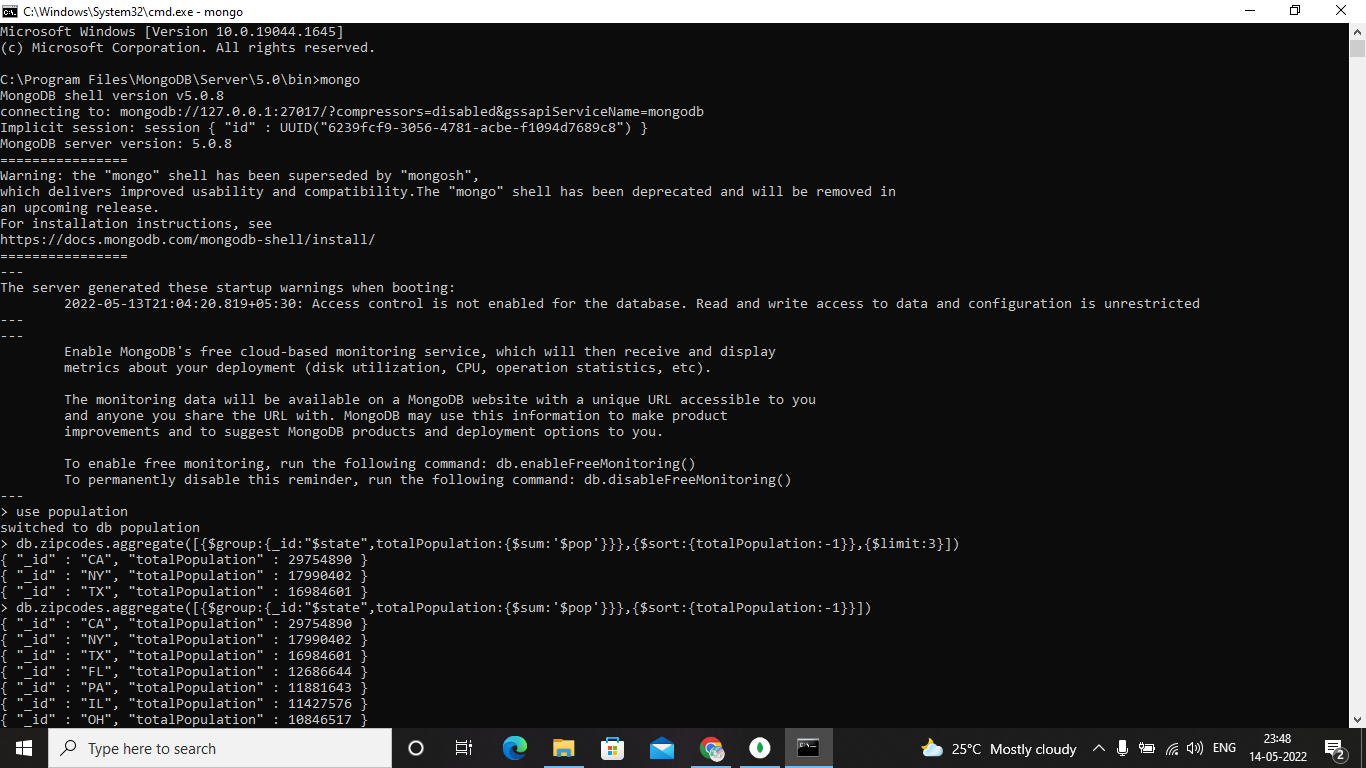 C:\Windows\System32\cmd.exe - mongo
Microsoft Windows [Version 10.0.19044.1645]
(c) Microsoft Corporation. All rights reserved.
C:\Program Files\MongoDB\Server\5.0\bin>mongo
MongoDB shell version v5.0.8
connecting to: mongodb://127.0.0.1:27017/?compressors=disabled&gssapiServiceName=mongodb
Implicit session: session { "id" : UUID("6239fcf9-3056-4781-acbe-f1094d7689c8") }
MongoDB server version: 5.0.8
================
Warning: the "mongo" shell has been superseded by "mongosh",
which delivers improved usability and compatibility.The "mongo" shell has been deprecated and will be removed in
an upcoming release.
For installation instructions, see
https://docs.mongodb.com/mongodb-shell/install/
================
---
The server generated these startup warnings when booting:
2022-05-13T21:04:20.819+05:30: Access control is not enabled for the database. Read and write access to data and configuration is unrestricted
---
---
Enable MongoDB's free cloud-based monitoring service, which will then receive and display
metrics about your deployment (disk utilization, CPU, operation statistics, etc).
The monitoring data will be available on a MongoDB website with a unique URL accessible to you
and anyone you share the URL with. MongoDB may use this information to make product
improvements and to suggest MongoDB products and deployment options to you.
To enable free monitoring, run the following command: db.enableFreeMonitoring()
To permanently disable this reminder, run the following command: db.disableFreeMonitoring()
---
> use population
switched to db population
> db.zipcodes.aggregate([{$group:{_id:"$state",totalPopulation:{$sum:'$pop'}}},{$sort:{totalPopulation:-1}},{$limit:3}])
{ "_id" : "CA", "totalPopulation" : 29754890 }
{ "_id" : "NY", "totalPopulation" : 17990402 }
{ "_id" : "TX", "totalPopulation" : 16984601 }
> db.zipcodes.aggregate([{$group:{_id:"$state",totalPopulation:{$sum:'$pop'}}},{$sort:{totalPopulation:-1}}])
{ "_id" : "CA", "totalPopulation" : 29754890 }
{ "_id" : "NY", "totalPopulation" : 17990402 }
{ "_id" : "TX", "totalPopulation" : 16984601 }
{ "_id" : "FL", "totalPopulation" : 12686644 }
{ "_id" : "PA", "totalPopulation" : 11881643 }
{ "_id" : "IL", "totalPopulation" : 11427576 }
{ "_id" : "OH", "totalPopulation" : 10846517 }
Type here to search
25°C Mostly cloudy
ENG
23:48
14-05-2022
2